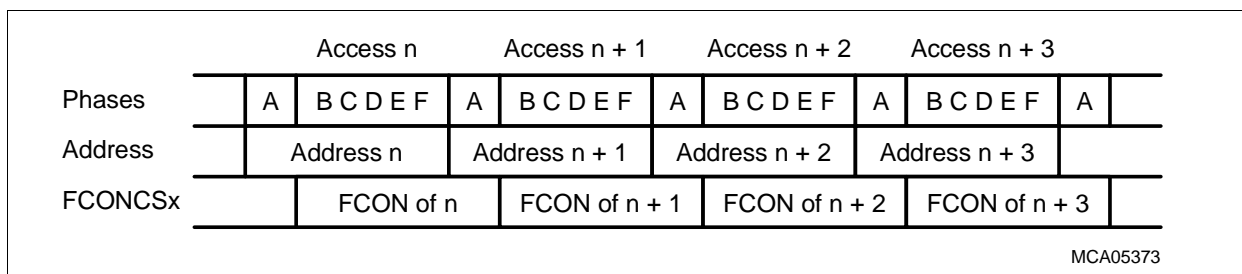 Access n Access n + 1 Access n + 2 Access n + 3
Phases A B C D E F A B C D E F A B C D E F A B C D E F A
Address Address n Address n + 1 Address n + 2 Address n + 3
FCONCSx FCON of n FCON of n + 1 FCON of n + 2 FCON of n + 3
MCA05373